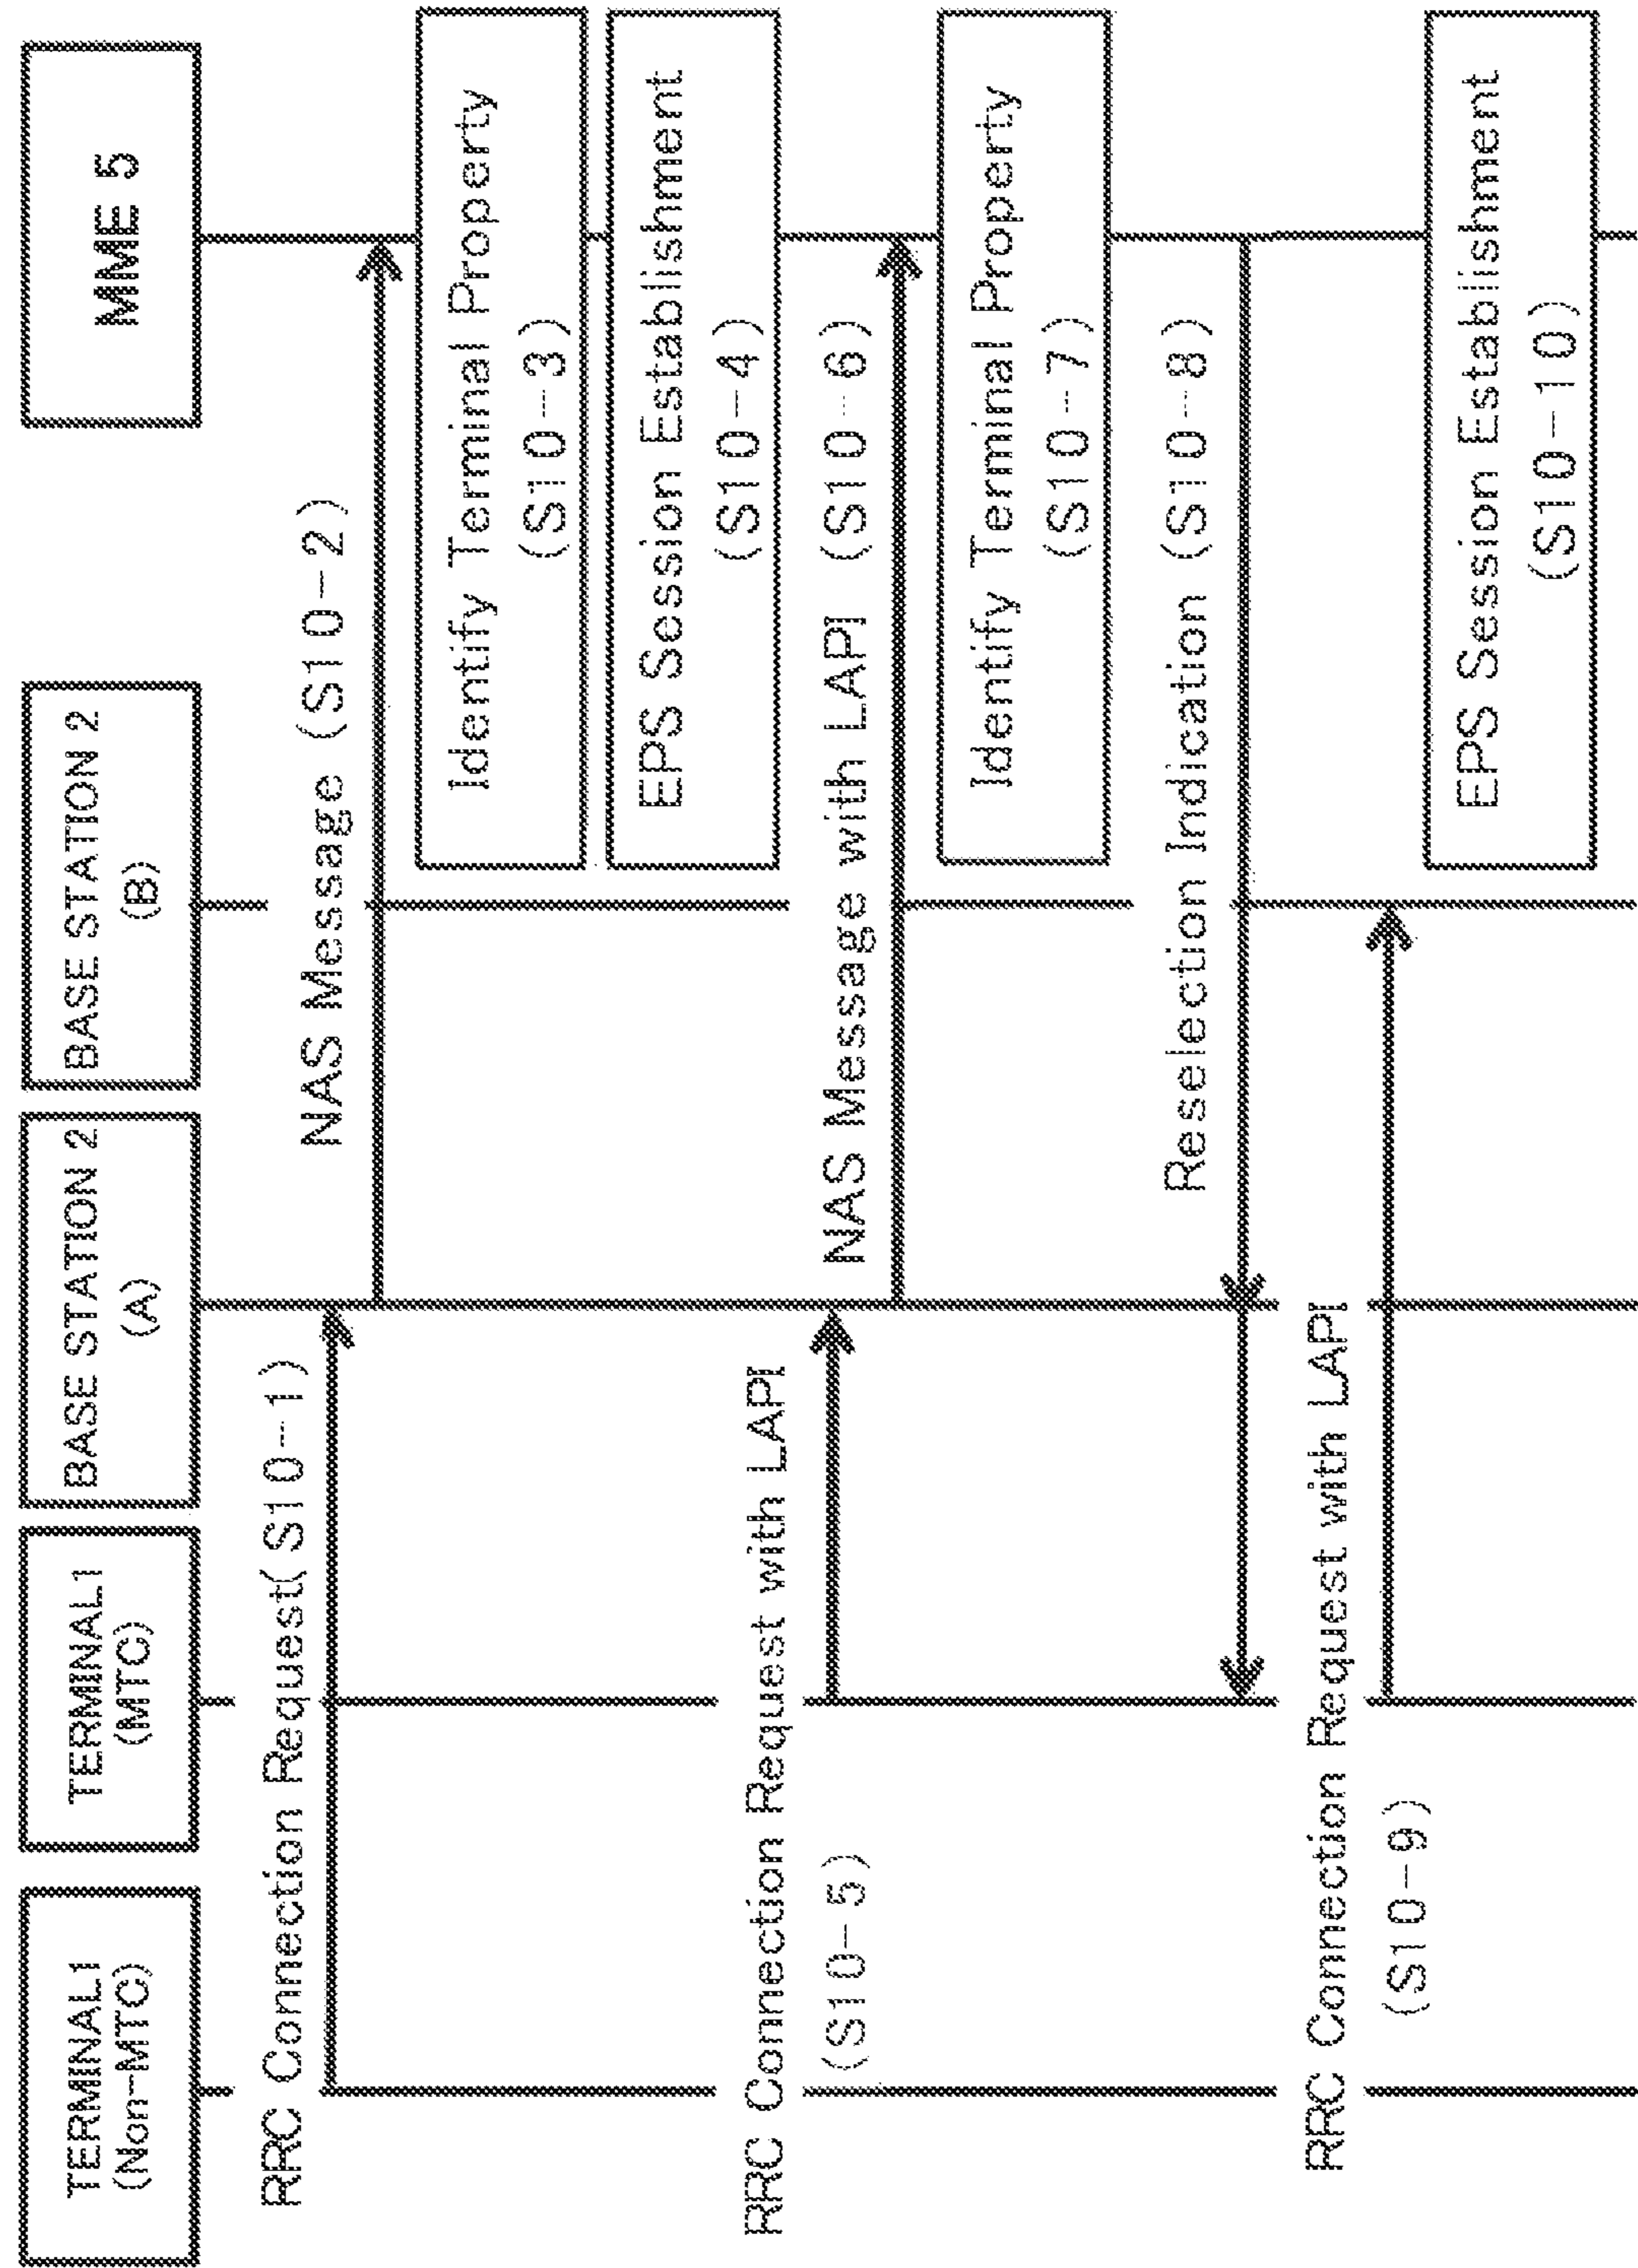 TERMINAL1
(Non-MTC)
TERMINAL1
(MTC)
BASE STATION 2
(A)
BASE STATION 2
(B)
MME 5
RRC Connection Request(S10-1)
NAS Message (S10-2)
Identify Terminal Property
(S10-3)
EPS Session Establishment
(S10-4)
RRC Connection Request with LAPI
(S10-5)
NAS Message with LAPI (S10-6)
Identify Terminal Property
(S10-7)
Reselection Indication (S10-8)
RRC Connection Request with LAPI
(S10-9)
EPS Session Establishment
(S10-10)